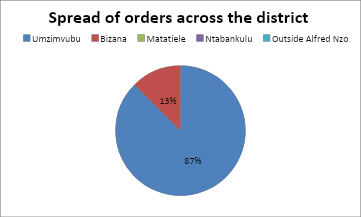 Spread of orders across the district
Umzimvubu Bizana Matatiele Ntabankulu Outside Alfred Nzo
13%
87%